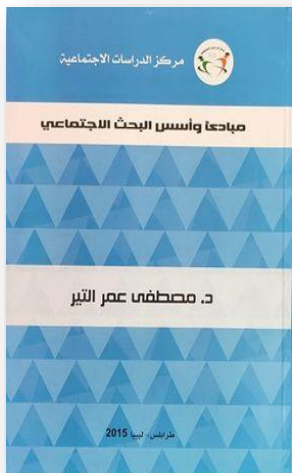 مركز الدراسات الاجتماعية
مبادئ وأسس البحث الاجتماعي
د. مصطفى عمر التير
طرابلس- ليبيا 2015